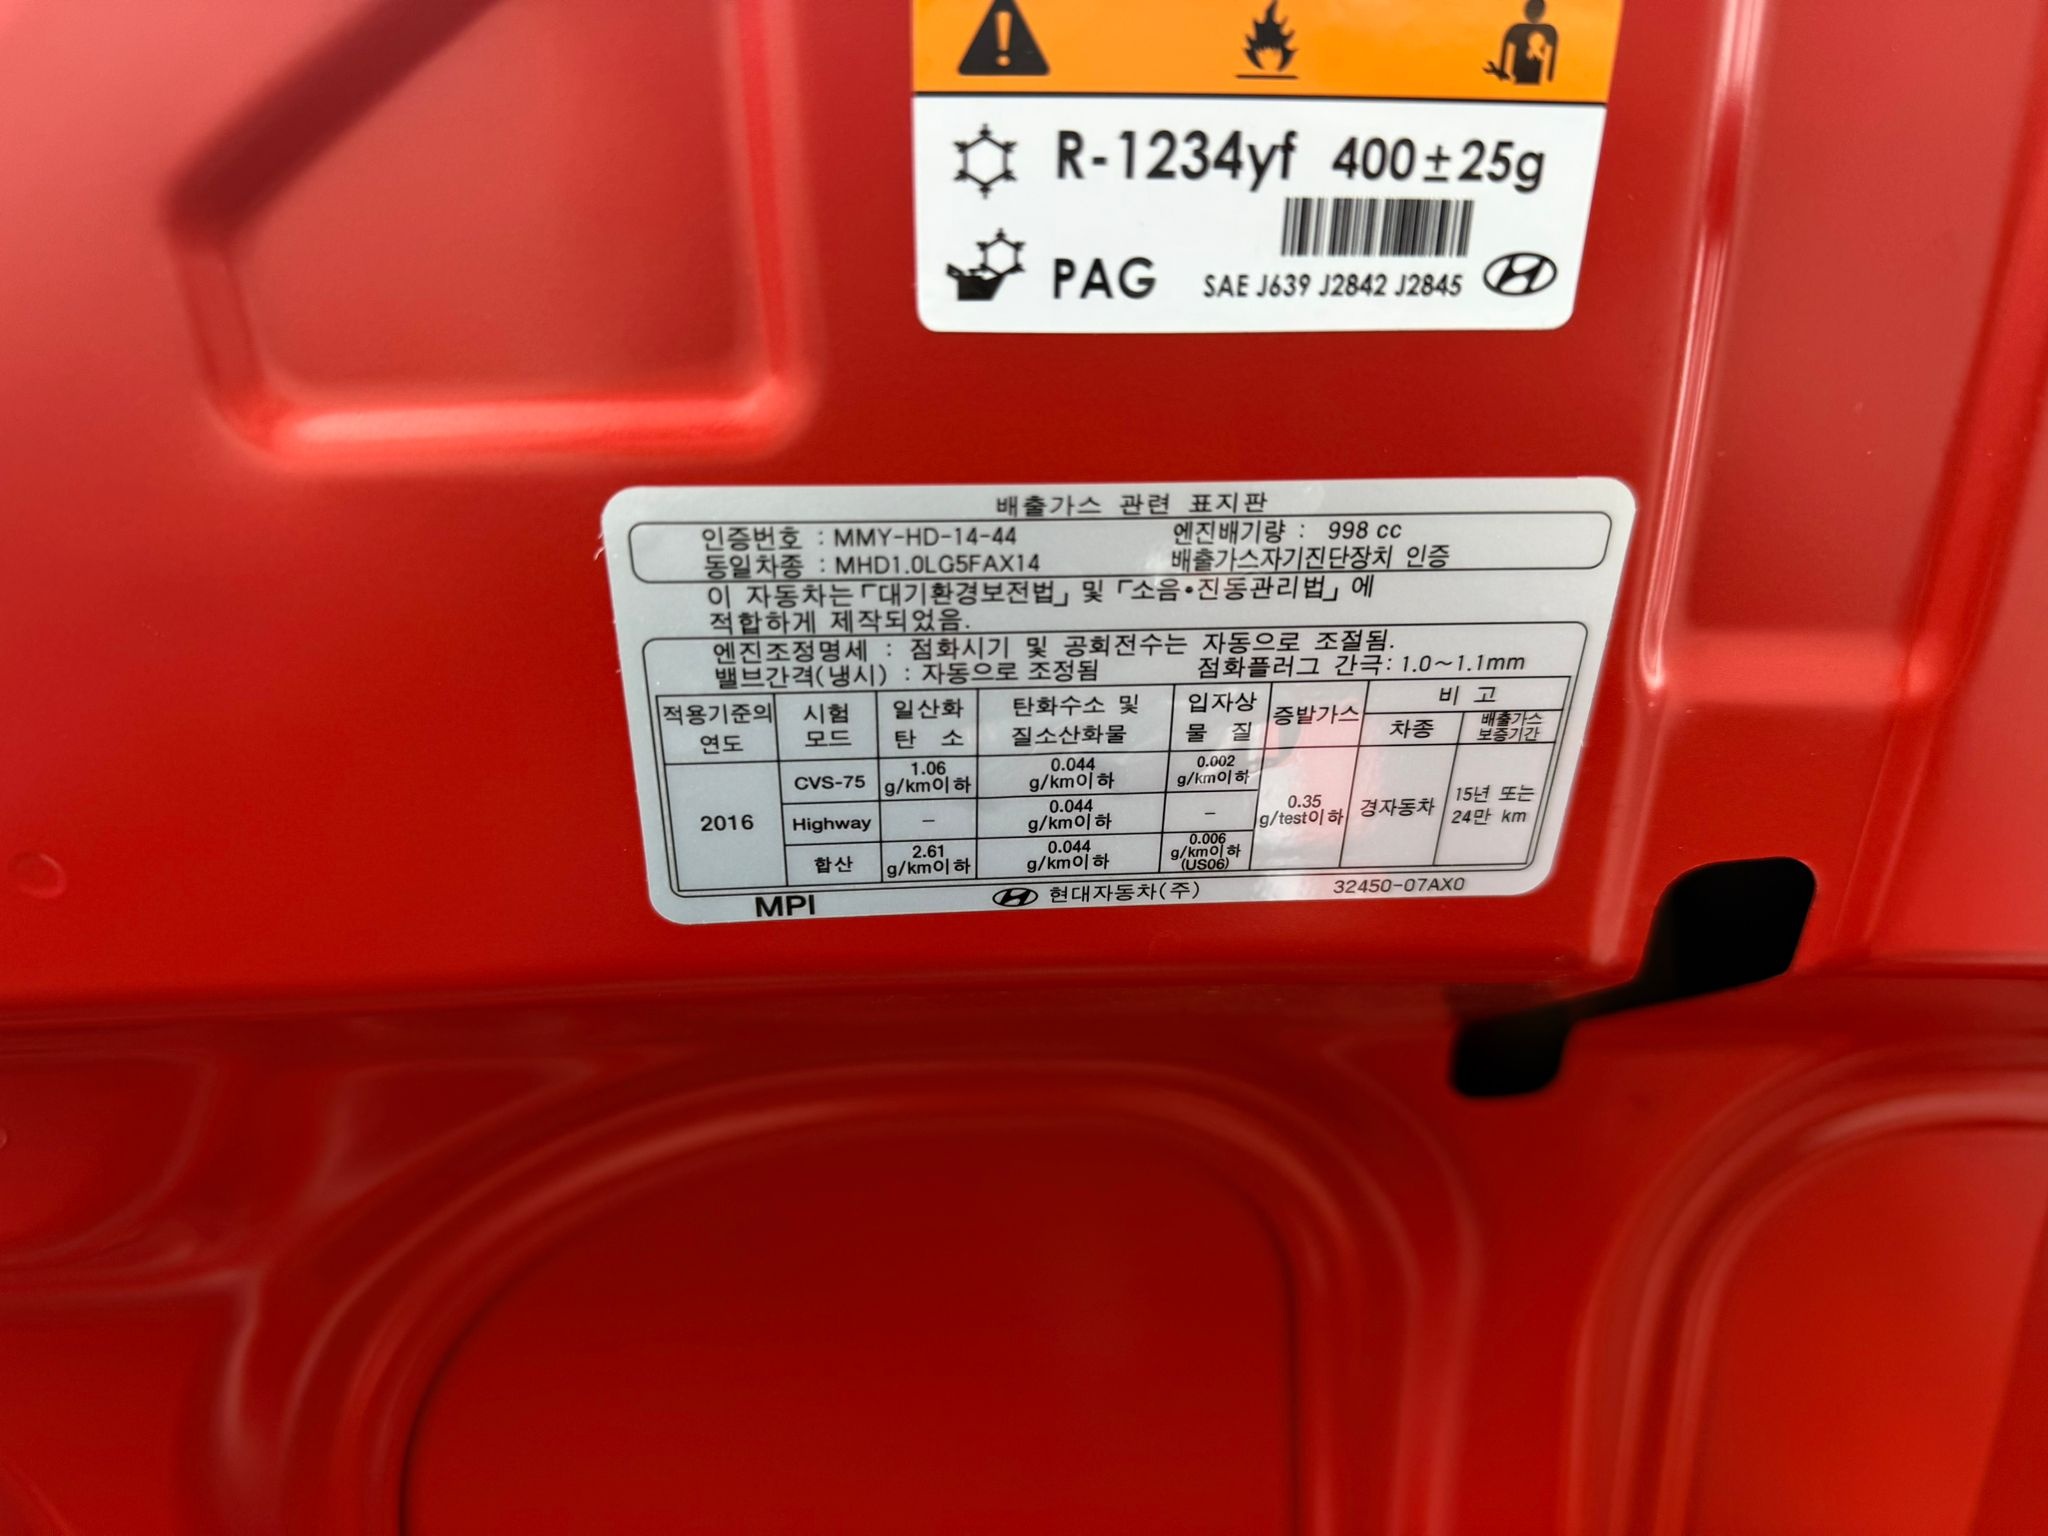 R-1234yf 400±25g
PAG
SAE J639 J2842 J2845
배출가스 관련 표지판
인증번호 : MMY-HD-14-44 엔진배기량 : 998 cc
동일차종 : MHD1.0LG5FAX14 배출가스자기진단장치 인증
이 자동차는「대기환경보전법」및「소음•진동관리법」에
적합하게 제작되었음.
엔진조정명세 : 점화시기 및 공회전수는 자동으로 조절됨.
밸브간격(냉시) : 자동으로 조정됨 점화플러그 간극: 1.0~1.1mm
적용기준의 연도 시험 모드 일산화 탄 소 탄화수소 및 질소산화물 입자상 물 질 증발가스 비 고
차종 배출가스 보증기간
2016 CVS-75 1.06 g/km이하 0.044 g/km이하 0.002 g/km이하 0.35 g/test이하 경자동차 15년 또는 24만 km
Highway – 0.044 g/km이하 –
합산 2.61 g/km이하 0.044 g/km이하 0.006 g/km이하 (US06)
MPI 현대자동차(주) 32450-07AX0